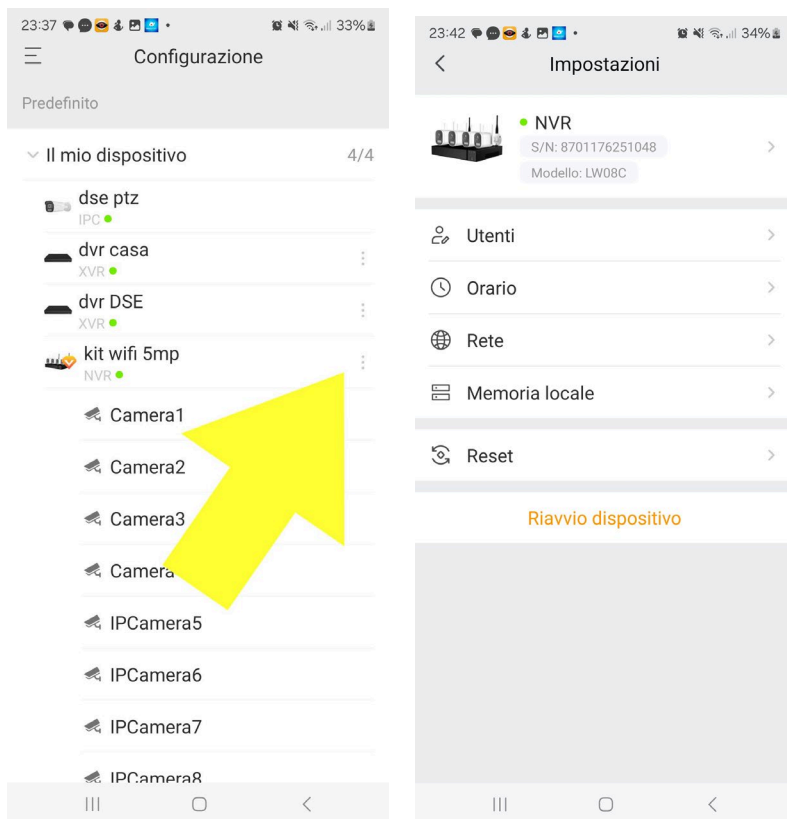 23:37
33%
Configurazione
Predefinito
Il mio dispositivo
4/4
dse ptz
IPC
dvr casa
XVR
dvr DSE
XVR
kit wifi 5mp
NVR
Camera1
Camera2
Camera3
IPCamera5
IPCamera6
IPCamera7
IPCamera8
23:42
34%
Impostazioni
NVR
S/N: 8701176251048
Modello: LW08C
Utenti
Orario
Rete
Memoria locale
Reset
Riavvio dispositivo